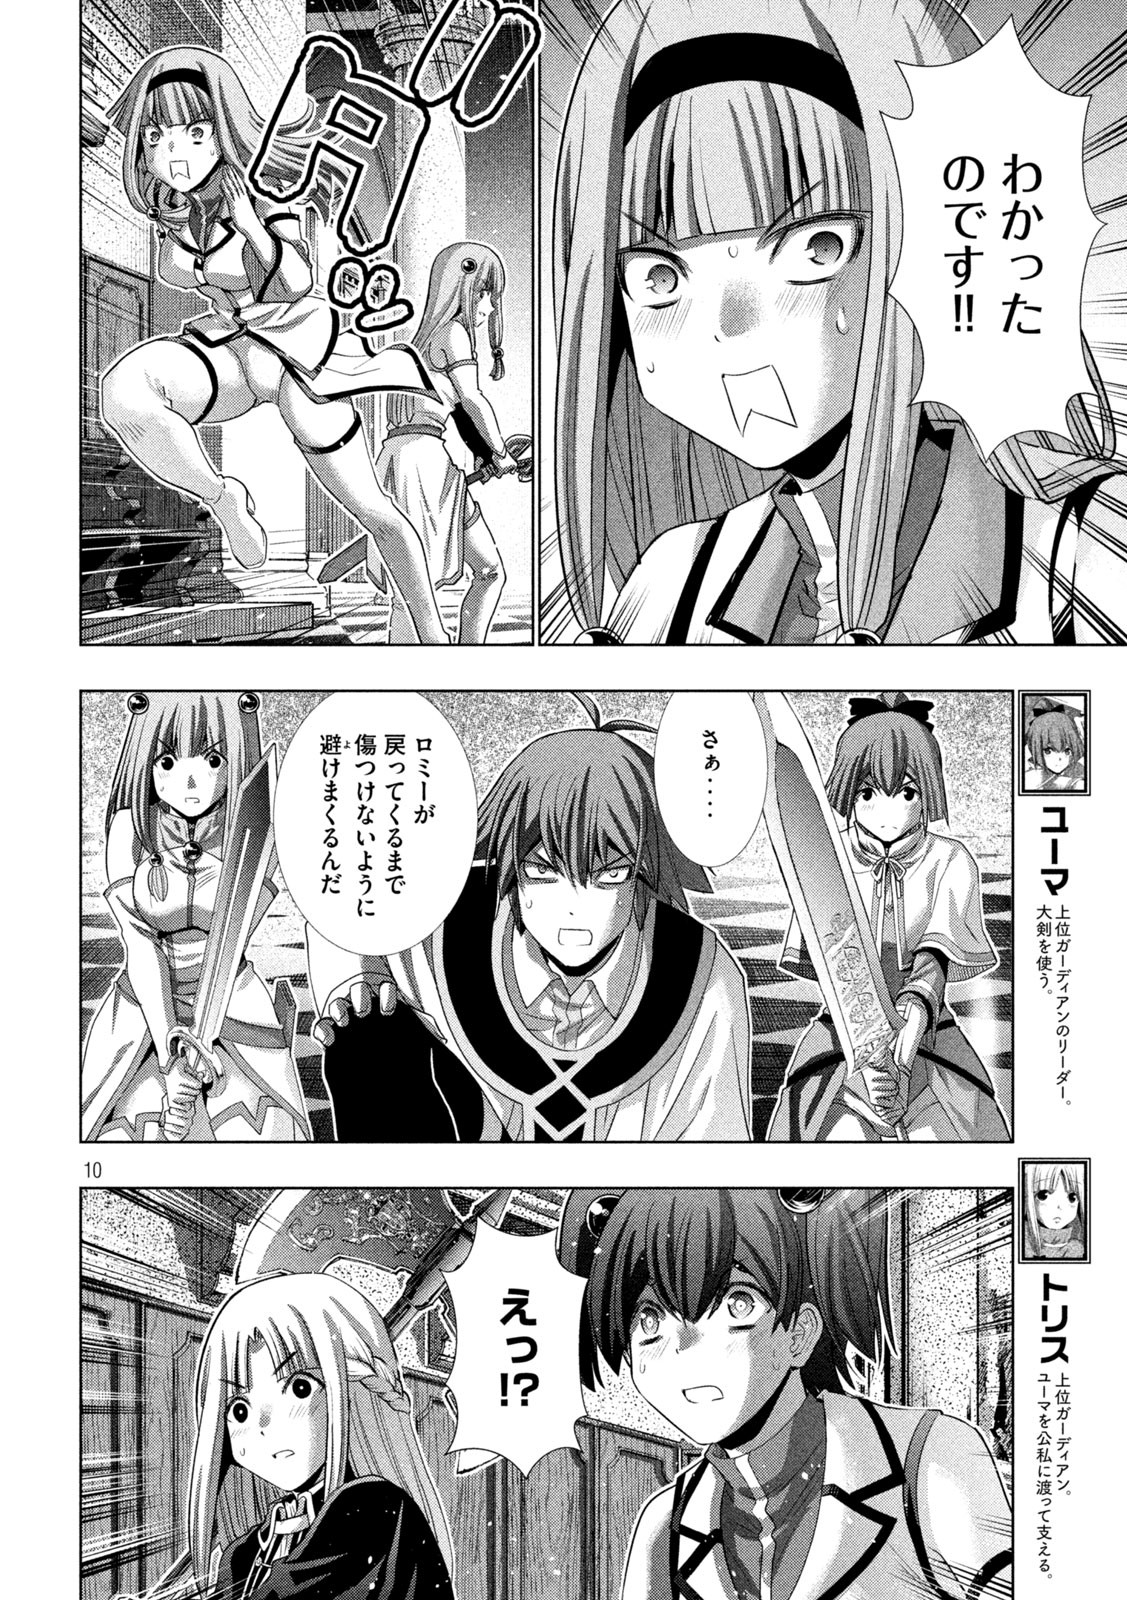 わかった
のです!!
さぁ‥‥
ロミーが
戻ってくるまで
傷つけないように
避けまくるんだ
よ
えっ!?
ユーマ
上位ガーディアンのリーダー。
大剣を使う。
トリス
上位ガーディアン。
ユーマを公私に渡って支える。
10